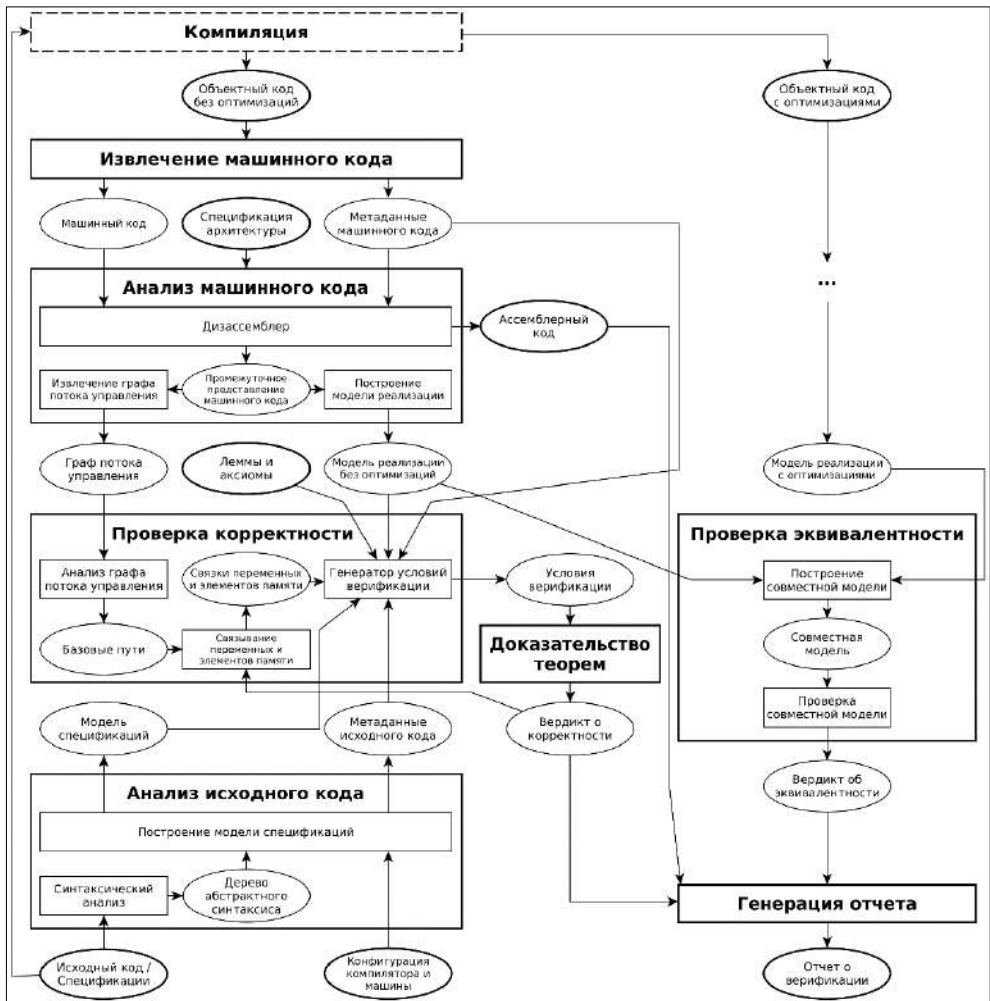 Компиляция
Объектный код
без оптимизаций
Объектный код
с оптимизациями
Извлечение машинного кода
Машинный код
Спецификация
архитектуры
Метаданные
машинного кода
Анализ машинного кода
Дизассемблер
Ассемблерный
код
...
Извлечение графа
потока управления
Промежуточное
представление
машинного кода
Построение
модели реализации
Граф потока
управления
Леммы и
аксиомы
Модель реализации
без оптимизаций
Модель реализации
с оптимизациями
Проверка корректности
Проверка эквивалентности
Анализ графа
потока управления
Связки переменных
и элементов памяти
Генератор условий
верификации
Условия
верификации
Построение
совместной модели
Базовые пути
Связывание
переменных и
элементов памяти
Доказательство
теорем
Совместная
модель
Проверка
совместной модели
Модель
спецификаций
Метаданные
исходного кода
Вердикт о
корректности
Вердикт об
эквивалентности
Анализ исходного кода
Построение модели спецификаций
Синтаксический
анализ
Дерево
абстрактного
синтаксиса
Генерация отчета
Исходный код /
Спецификации
Конфигурация
компилятора и
машины
Отчет о
верификации